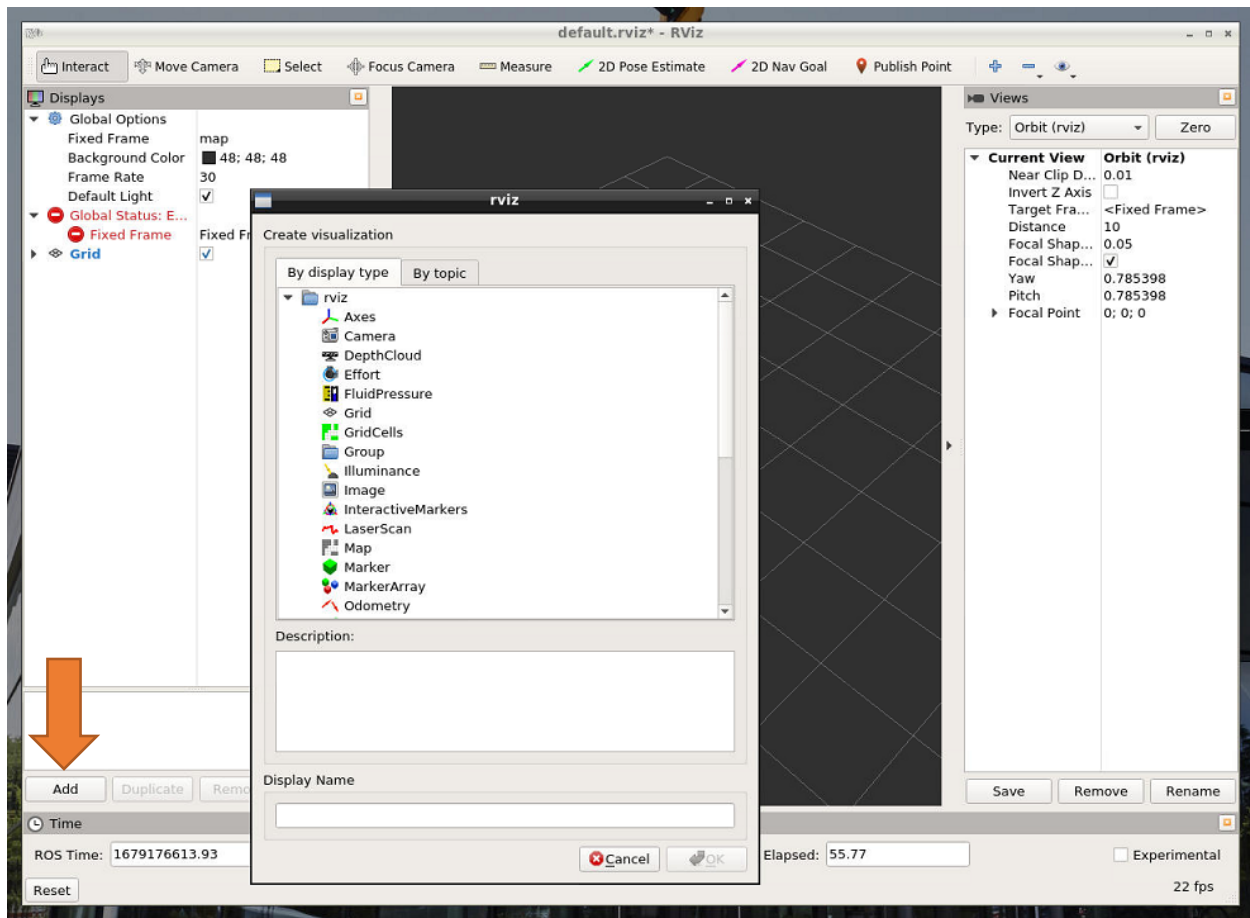 default.rviz* - RViz
Interact Move Camera Select Focus Camera Measure 2D Pose Estimate 2D Nav Goal Publish Point
Displays
Global Options
Fixed Frame map
Background Color 48; 48; 48
Frame Rate 30
Default Light
Global Status: E...
Fixed Frame Fixed Fr
Grid
Add Duplicate Remo
rviz
Create visualization
By display type By topic
rviz
Axes
Camera
DepthCloud
Effort
FluidPressure
Grid
GridCells
Group
Illuminance
Image
InteractiveMarkers
LaserScan
Map
Marker
MarkerArray
Odometry
Description:
Display Name
Cancel OK
Views
Type: Orbit (rviz) Zero
Current View Orbit (rviz)
Near Clip D... 0.01
Invert Z Axis
Target Fra... <Fixed Frame>
Distance 10
Focal Shap... 0.05
Focal Shap...
Yaw 0.785398
Pitch 0.785398
Focal Point 0; 0; 0
Save Remove Rename
Time
ROS Time: 1679176613.93 Elapsed: 55.77 Experimental
Reset 22 fps